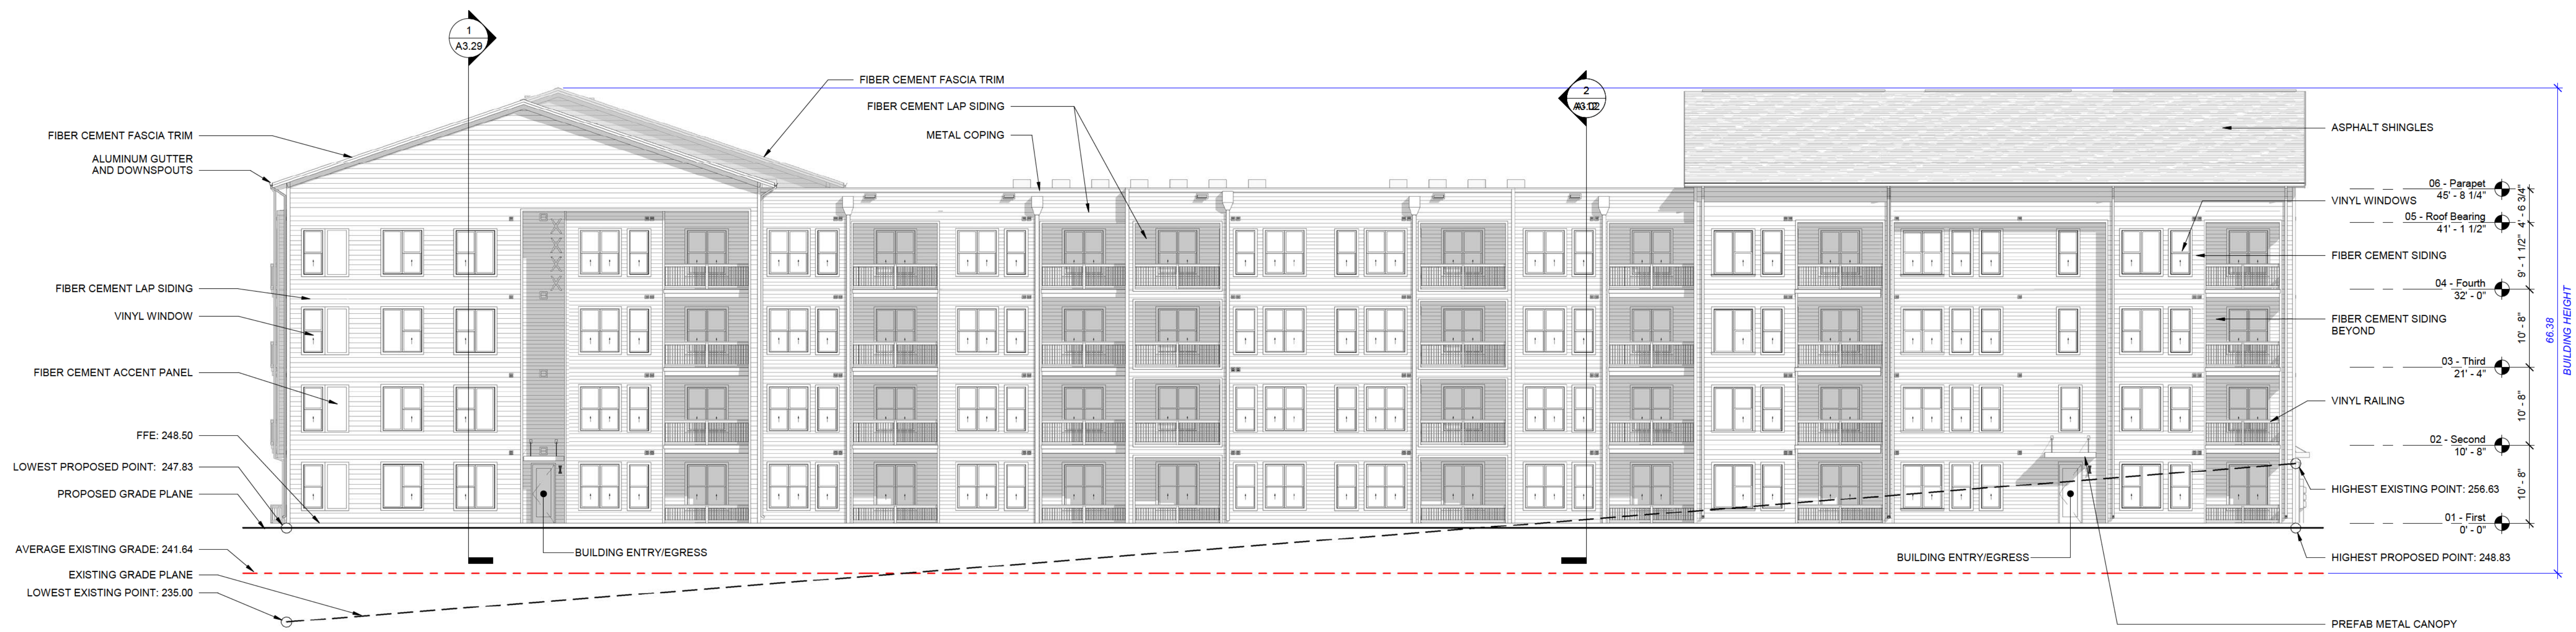 1
A3.29
FIBER CEMENT FASCIA TRIM
FIBER CEMENT LAP SIDING
METAL COPING
2
FIBER CEMENT FASCIA TRIM
ALUMINUM GUTTER
AND DOWNSPOUTS
FIBER CEMENT LAP SIDING
VINYL WINDOW
FIBER CEMENT ACCENT PANEL
FFE: 248.50
LOWEST PROPOSED POINT: 247.83
PROPOSED GRADE PLANE
AVERAGE EXISTING GRADE: 241.64
EXISTING GRADE PLANE
LOWEST EXISTING POINT: 235.00
BUILDING ENTRY/EGRESS
BUILDING ENTRY/EGRESS
ASPHALT SHINGLES
06 - Parapet
45' - 8 1/4"
VINYL WINDOWS
05 - Roof Bearing
41' - 1 1/2"
FIBER CEMENT SIDING
04 - Fourth
32' - 0"
FIBER CEMENT SIDING
BEYOND
03 - Third
21' - 4"
VINYL RAILING
02 - Second
10' - 8"
HIGHEST EXISTING POINT: 256.63
01 - First
0' - 0"
HIGHEST PROPOSED POINT: 248.83
PREFAB METAL CANOPY
4' - 6 3/4"
9' - 1 1/2"
10' - 8"
10' - 8"
10' - 8"
66.38
BUILDING HEIGHT